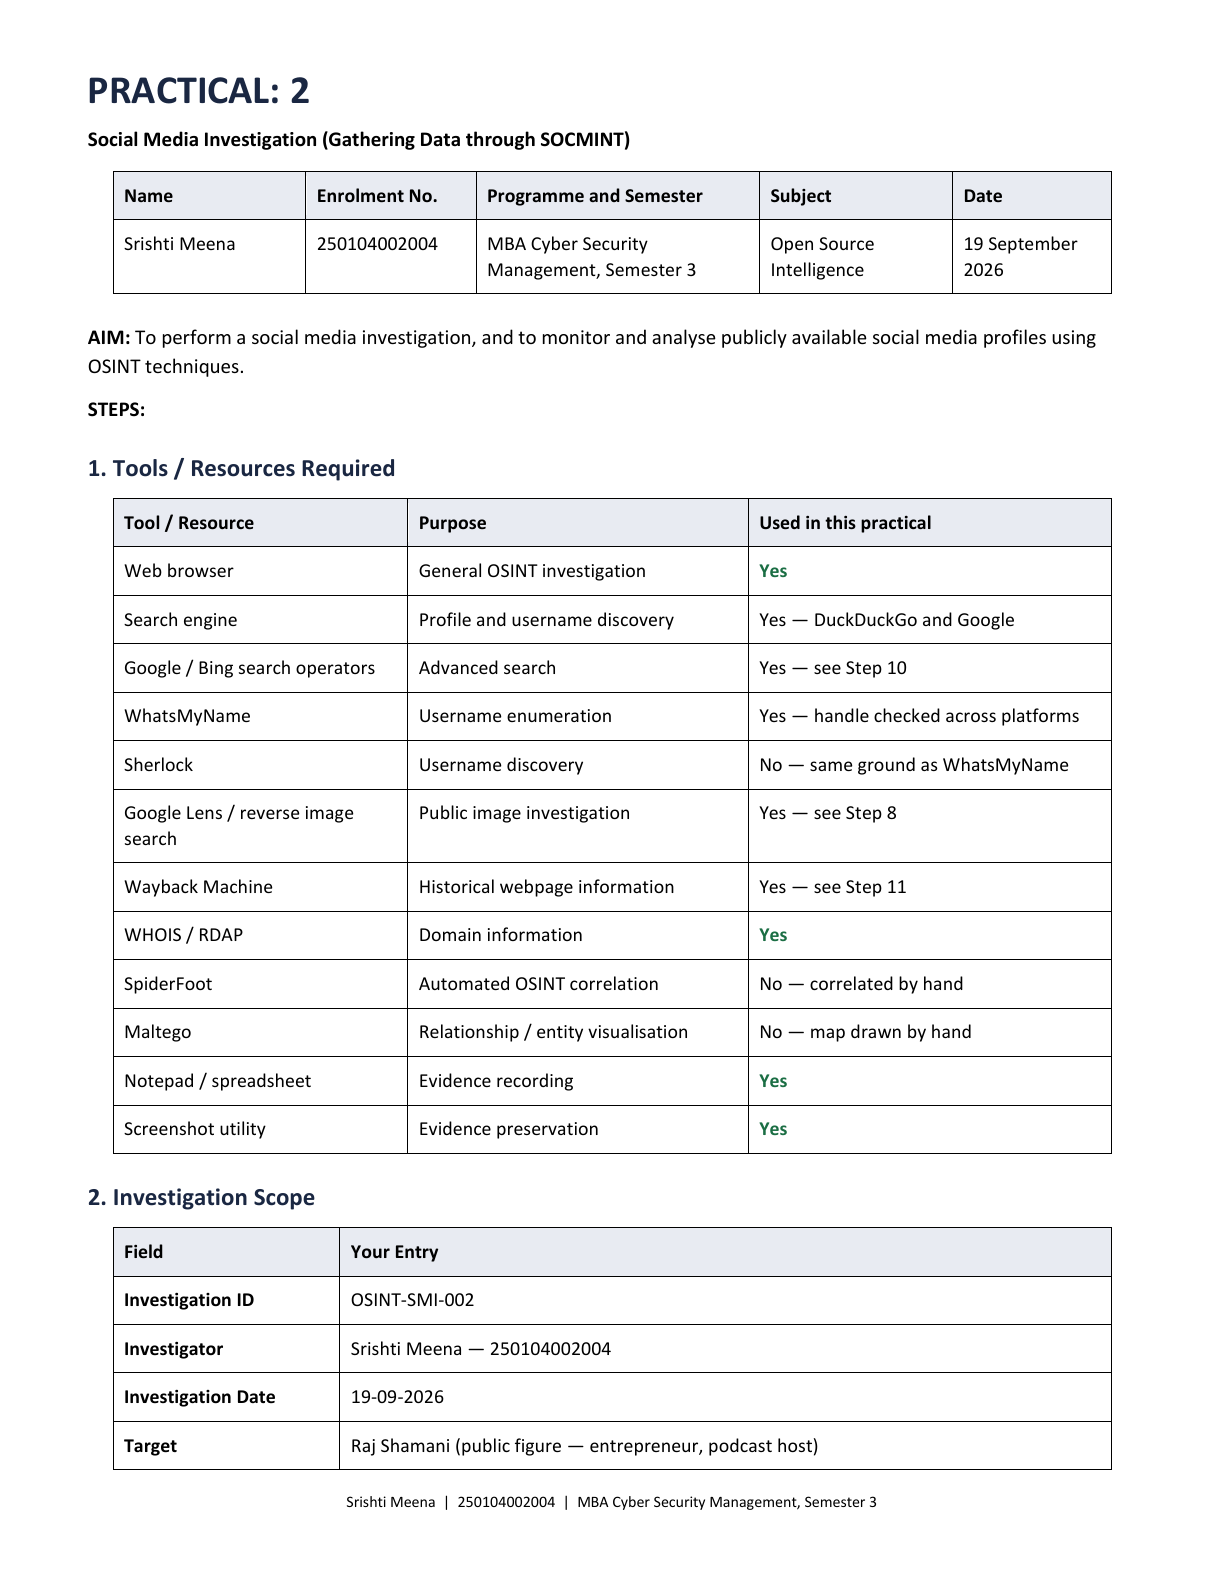 PRACTICAL: 2
Social Media Investigation (Gathering Data through SOCMINT)
Name Enrolment No. Programme and Semester Subject Date
Srishti Meena 250104002004 MBA Cyber Security Open Source 19 September
Management, Semester 3 Intelligence 2026
AIM: To perform a social media investigation, and to monitor and analyse publicly available social media profiles using
OSINT techniques.
STEPS:
1. Tools / Resources Required
Tool / Resource Purpose Used in this practical
Web browser General OSINT investigation Yes
Search engine Profile and username discovery Yes — DuckDuckGo and Google
Google / Bing search operators Advanced search Yes — see Step 10
WhatsMyName Username enumeration Yes — handle checked across platforms
Sherlock Username discovery No — same ground as WhatsMyName
Google Lens / reverse image Public image investigation Yes — see Step 8
search
Wayback Machine Historical webpage information Yes — see Step 11
WHOIS / RDAP Domain information Yes
SpiderFoot Automated OSINT correlation No — correlated by hand
Maltego Relationship / entity visualisation No — map drawn by hand
Notepad / spreadsheet Evidence recording Yes
Screenshot utility Evidence preservation Yes
2. Investigation Scope
Field Your Entry
Investigation ID OSINT-SMI-002
Investigator Srishti Meena — 250104002004
Investigation Date 19-09-2026
Target Raj Shamani (public figure — entrepreneur, podcast host)
Srishti Meena | 250104002004 | MBA Cyber Security Management, Semester 3